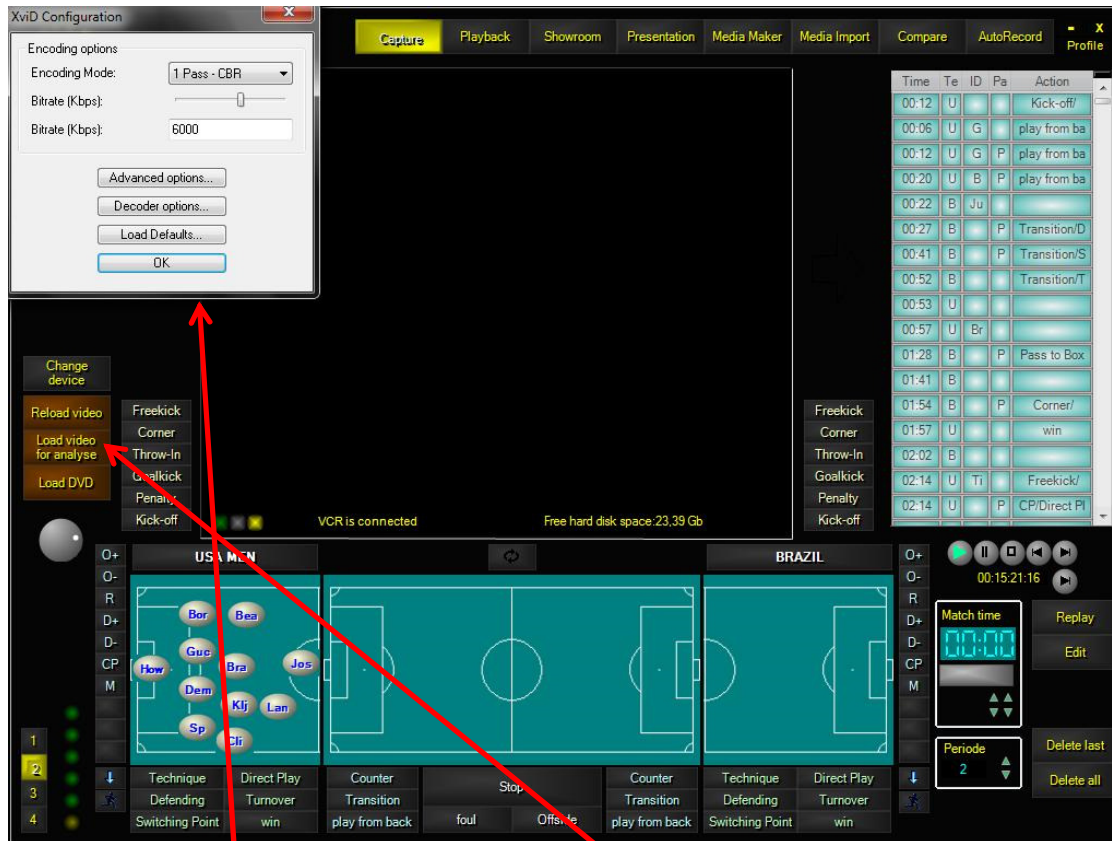 XviD Configuration
x
Encoding options
Encoding Mode: 1 Pass - CBR
Bitrate (Kbps):
Bitrate (Kbps): 6000
Advanced options...
Decoder options...
Load Defaults...
OK
Capture Playback Showroom Presentation Media Maker Media Import Compare AutoRecord - X
Profile
Time Te ID Pa Action
00:12 U Kick-off/
00:06 U G play from ba
00:12 U G P play from ba
00:20 U B P play from ba
00:22 B Ju
00:27 B P Transition/D
00:41 B P Transition/S
00:52 B Transition/T
00:53 U
00:57 U Br
01:28 B P Pass to Box
01:41 B
01:54 B P Corner/
01:57 U win
02:02 B
02:14 U Ti Freekick/
02:14 U P CP/Direct Pl
Change
device
Reload video
Load video
for analyse
Load DVD
Freekick
Corner
Throw-In
Goalkick
Penalty
Kick-off
VCR is connected Free hard disk space:23,39 Gb
Freekick
Corner
Throw-In
Goalkick
Penalty
Kick-off
O+
O-
R
D+
D-
CP
M
USA MEN BRAZIL
Bor Bea
Guc
How Bra Jos
Dem
Klj Lan
Sp
Cli
O+
O-
R
D+
D-
CP
M
00:15:21:16
Match time
00:00
Replay
Edit
Periode
2
Delete last
Delete all
1
2
3
4
Technique Direct Play Counter Stop Counter Technique Direct Play
Defending Turnover Transition Transition Defending Turnover
Switching Point win play from back foul Offside play from back Switching Point win